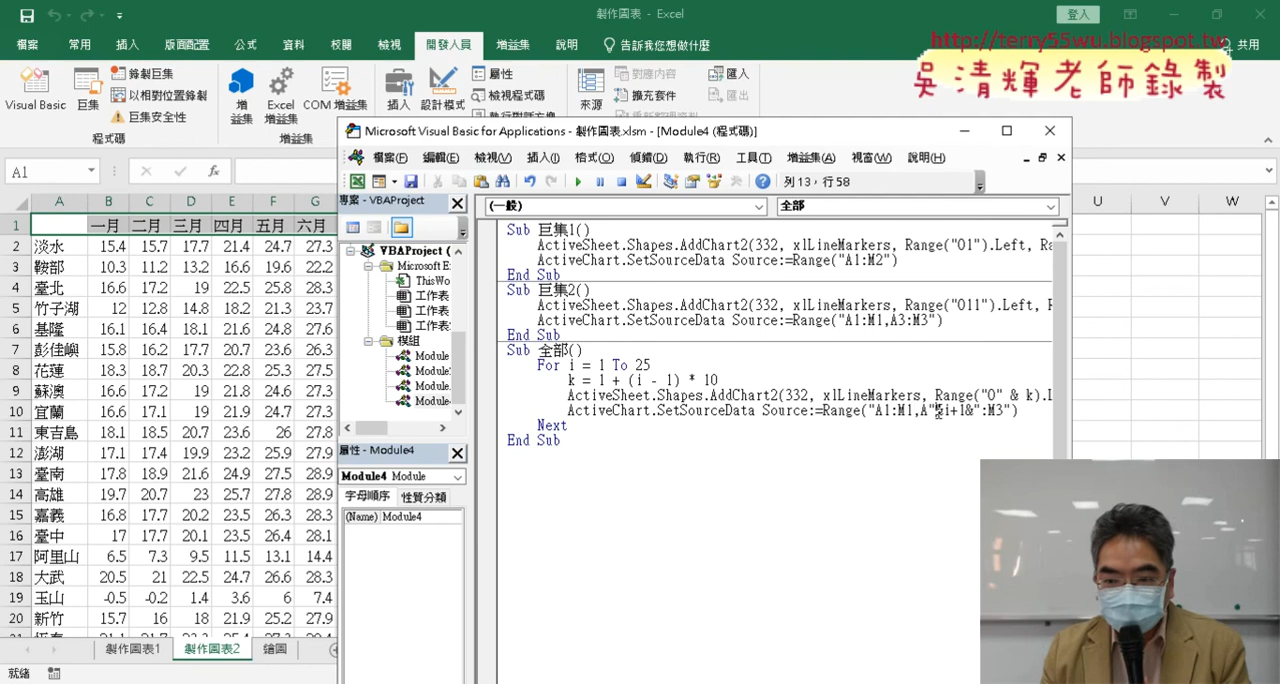 製作圖表 - Excel
登入
檔案 常用 插入 版面配置 公式 資料 校閱 檢視 開發人員 增益集 說明 告訴我您想做什麼 共用
http://terry55wu.blogspot.tw
吳清輝老師錄製
Visual Basic 巨集 錄製巨集 以相對位置錄製 巨集安全性
增益集 Excel 增益集 COM 增益集
插入 設計模式 屬性 檢視程式碼
來源 對應內容 擴充套件 匯入 匯出
程式碼 增益集
Microsoft Visual Basic for Applications - 製作圖表.xlsm - [Module4 (程式碼)]
檔案(F) 編輯(E) 檢視(V) 插入(I) 格式(O) 偵錯(D) 執行(R) 工具(T) 增益集(A) 視窗(W) 說明(H)
列 13，行 58
A1
專案 - VBAProject
(一般) 全部
VBAProject (
Microsoft E
ThisWo
工作表
工作表
工作表
模組
Module
Module
Module
Module
屬性 - Module4
Module4 Module
字母順序 性質分類
(Name) Module4
Sub 巨集1()
ActiveSheet.Shapes.AddChart2(332, xlLineMarkers, Range("O1").Left, Ra
ActiveChart.SetSourceData Source:=Range("A1:M2")
End Sub
Sub 巨集2()
ActiveSheet.Shapes.AddChart2(332, xlLineMarkers, Range("O11").Left, R
ActiveChart.SetSourceData Source:=Range("A1:M1,A3:M3")
End Sub
Sub 全部()
For i = 1 To 25
k = 1 + (i - 1) * 10
ActiveSheet.Shapes.AddChart2(332, xlLineMarkers, Range("O" & k).L
ActiveChart.SetSourceData Source:=Range("A1:M1,A"&i+1&":M3")
Next
End Sub
A B C D E F G U V W
1 一月 二月 三月 四月 五月 六月
2 淡水 15.4 15.7 17.7 21.4 24.7 27.3
3 鞍部 10.3 11.2 13.2 16.6 19.6 22.2
4 臺北 16.6 17.2 19 22.5 25.8 28.3
5 竹子湖 12 12.8 14.8 18.2 21.3 23.7
6 基隆 16.1 16.4 18.1 21.6 24.8 27.6
7 彭佳嶼 15.8 16.2 17.7 20.7 23.6 26.3
8 花蓮 18.3 18.7 20.3 22.8 25.3 27.5
9 蘇澳 16.6 17.2 19 21.8 24.6 27.3
10 宜蘭 16.6 17.1 19 21.9 24.7 27.3
11 東吉島 18.1 18.5 20.7 23.6 26 27.8
12 澎湖 17.1 17.4 19.9 23.2 25.9 27.9
13 臺南 17.8 18.9 21.6 24.9 27.5 28.9
14 高雄 19.7 20.7 23 25.7 27.8 28.9
15 嘉義 16.8 17.7 20.2 23.5 26.3 28.3
16 臺中 17 17.7 20.1 23.5 26.4 28.1
17 阿里山 6.5 7.3 9.5 11.5 13.1 14.4
18 大武 20.5 21 22.5 24.7 26.6 28.3
19 玉山 -0.5 -0.2 1.4 3.6 6 7.4
20 新竹 15.7 16 18 21.9 25.2 27.9
製作圖表1 製作圖表2 繪圖
就緒